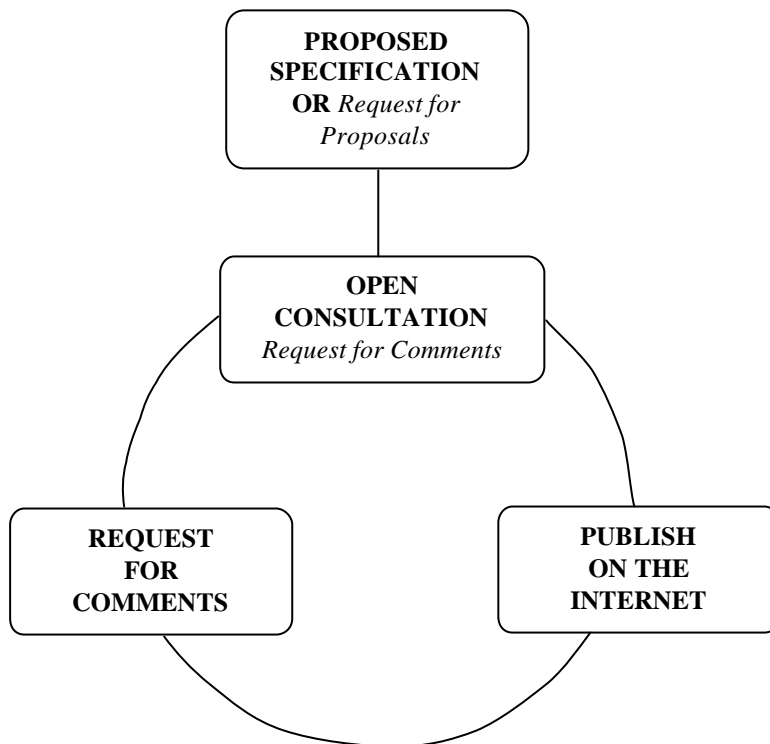 PROPOSED
SPECIFICATION
OR Request for
Proposals
OPEN
CONSULTATION
Request for Comments
REQUEST
FOR
COMMENTS
PUBLISH
ON THE
INTERNET